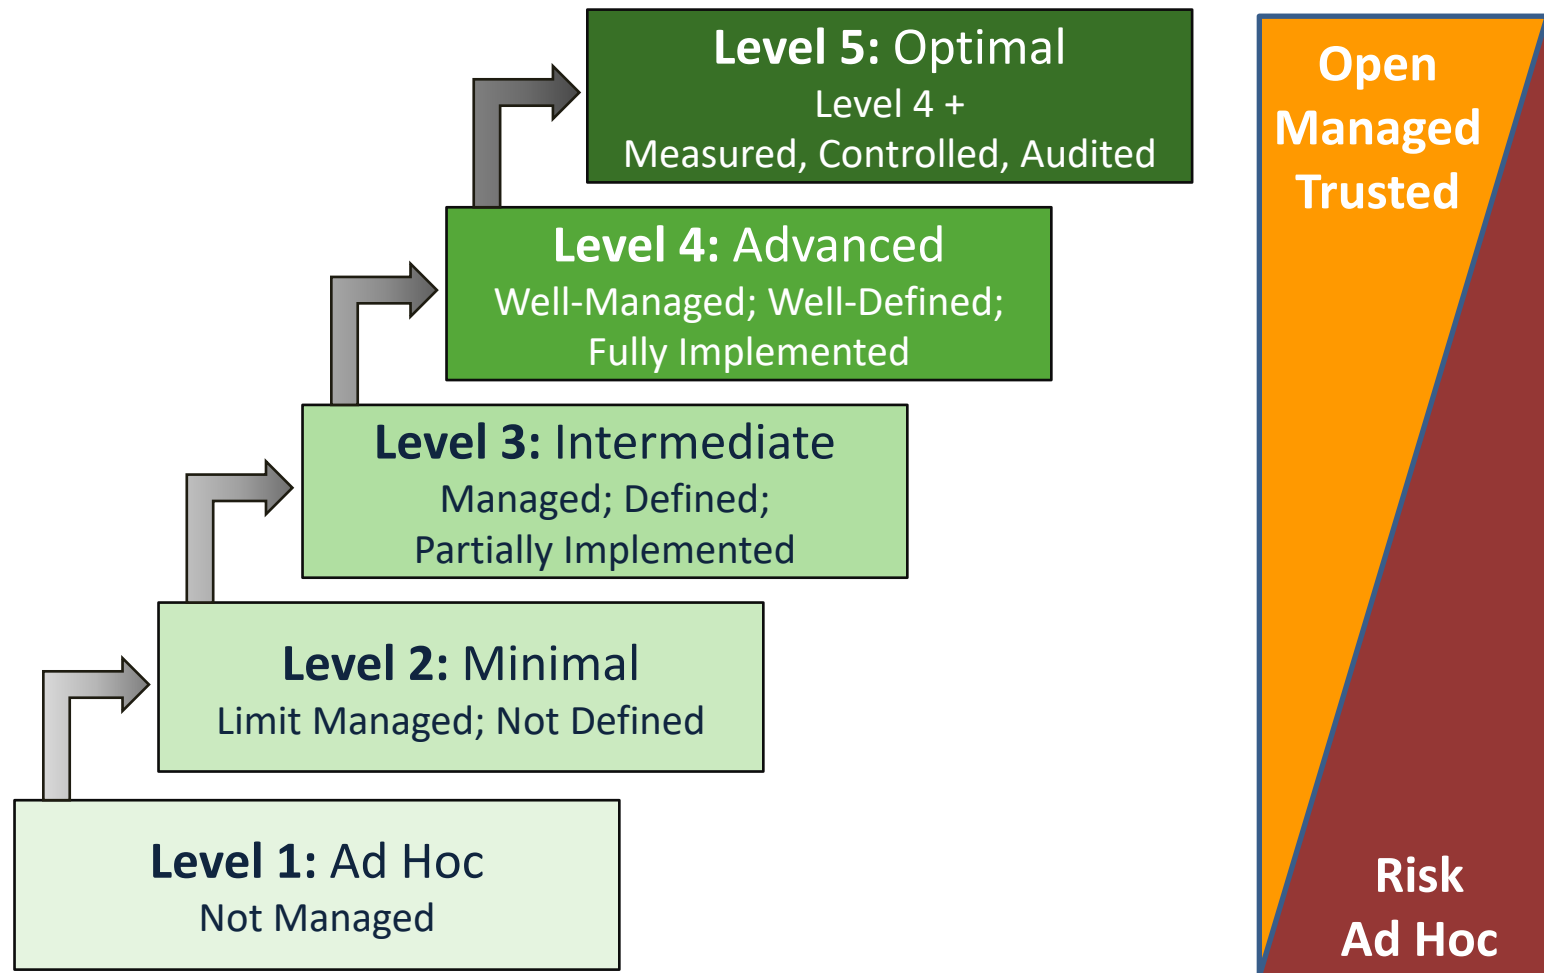 Level 5: Optimal
Level 4 +
Measured, Controlled, Audited
Level 4: Advanced
Well-Managed; Well-Defined;
Fully Implemented
Level 3: Intermediate
Managed; Defined;
Partially Implemented
Level 2: Minimal
Limit Managed; Not Defined
Level 1: Ad Hoc
Not Managed
Open
Managed
Trusted
Risk
Ad Hoc